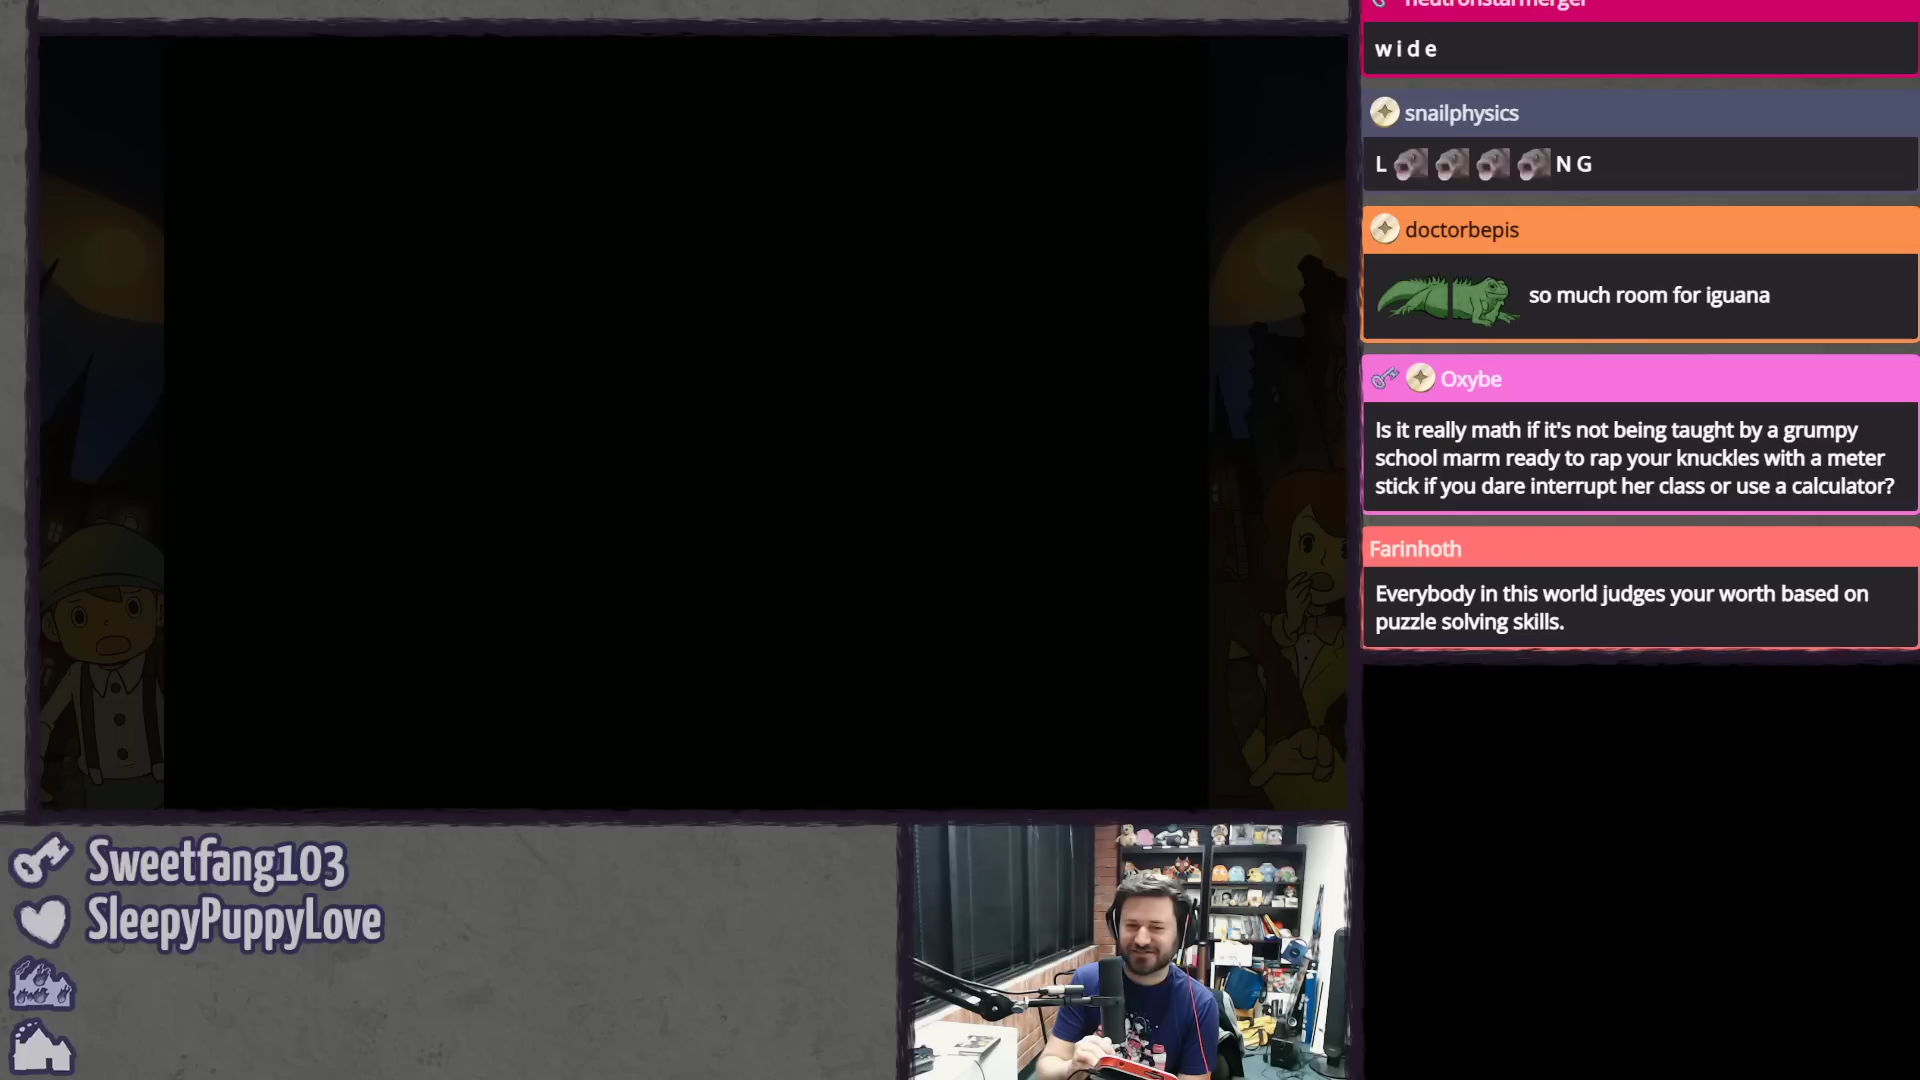 neutronstarmerger
w i d e
snailphysics
L N G
doctorbepis
so much room for iguana
Oxybe
Is it really math if it's not being taught by a grumpy
school marm ready to rap your knuckles with a meter
stick if you dare interrupt her class or use a calculator?
Farinhoth
Everybody in this world judges your worth based on
puzzle solving skills.
Sweetfang103
SleepyPuppyLove